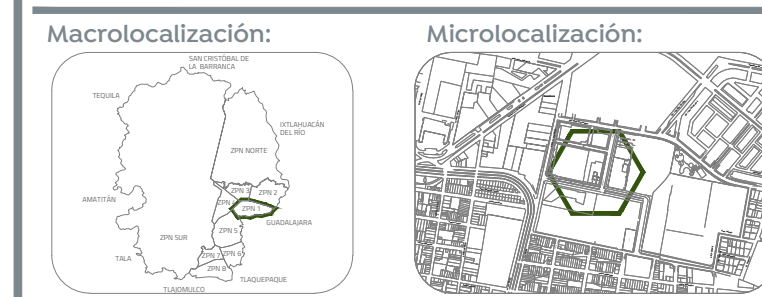 Macrolocalización:
Microlocalización:
SAN CRISTÓBAL DE
LA BARRANCA
TEQUILA
IXTLAHUACÁN
DEL RÍO
ZPN NORTE
AMATITÁN
ZPN 3
ZPN 2
ZPN 4
ZPN 1
GUADALAJARA
ZPN 5
ZPN SUR
TALA
ZPN 7
ZPN 6
ZPN 8
TLAQUEPAQUE
TLAJOMULCO